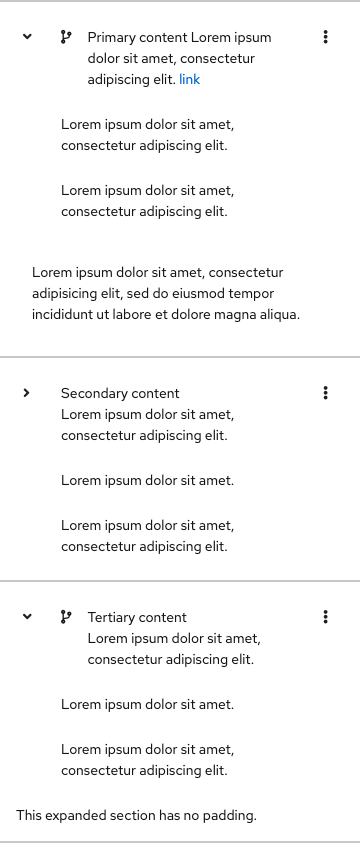 Primary content Lorem ipsum
dolor sit amet, consectetur
adipiscing elit. link
Lorem ipsum dolor sit amet,
consectetur adipiscing elit.
Lorem ipsum dolor sit amet,
consectetur adipiscing elit.
Lorem ipsum dolor sit amet, consectetur
adipisicing elit, sed do eiusmod tempor
incididunt ut labore et dolore magna aliqua.
Secondary content
Lorem ipsum dolor sit amet,
consectetur adipiscing elit.
Lorem ipsum dolor sit amet.
Lorem ipsum dolor sit amet,
consectetur adipiscing elit.
Tertiary content
Lorem ipsum dolor sit amet,
consectetur adipiscing elit.
Lorem ipsum dolor sit amet.
Lorem ipsum dolor sit amet,
consectetur adipiscing elit.
This expanded section has no padding.